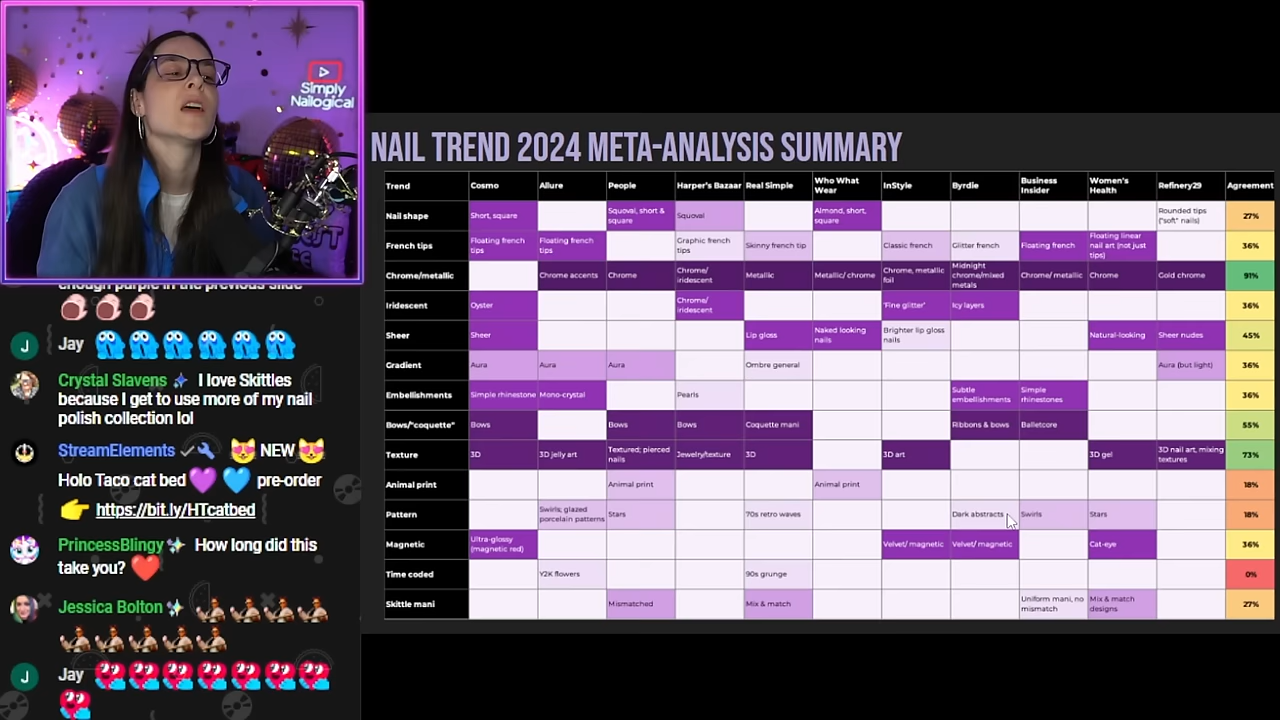 Simply
Nailogical
enough purple in the previous slide
Jay
Crystal Slavens I love Skittles
because I get to use more of my nail
polish collection lol
StreamElements NEW
Holo Taco cat bed pre-order
https://bit.ly/HTcatbed
PrincessBlingy How long did this
take you?
Jessica Bolton
Jay
NAIL TREND 2024 META-ANALYSIS SUMMARY
Trend Cosmo Allure People Harper's Bazaar Real Simple Who What Wear InStyle Byrdie Business Insider Women's Health Refinery29 Agreement
Nail shape Short, square Squoval, short & square Squoval Almond, short, square Rounded tips ("soft" nails) 27%
French tips Floating french tips Floating french tips Graphic french tips Skinny french tip Classic french Glitter french Floating french Floating linear nail art (not just tips) 36%
Chrome/metallic Chrome accents Chrome Chrome/ iridescent Metallic Metallic/ chrome Chrome, metallic foil Midnight chrome/mixed metals Chrome/ metallic Chrome Gold chrome 91%
Iridescent Oyster Chrome/ iridescent 'Fine glitter' Icy layers 36%
Sheer Sheer Lip gloss Naked looking nails Brighter lip gloss nails Natural-looking Sheer nudes 45%
Gradient Aura Aura Aura Ombre general Aura (but light) 36%
Embellishments Simple rhinestone Mono-crystal Pearls Subtle embellishments Simple rhinestones 36%
Bows/"coquette" Bows Bows Bows Coquette mani Ribbons & bows Balletcore 55%
Texture 3D 3D jelly art Textured; pierced nails Jewelry/texture 3D 3D art 3D gel 3D nail art, mixing textures 73%
Animal print Animal print Animal print 18%
Pattern Swirls; glazed porcelain patterns Stars 70s retro waves Dark abstracts Swirls Stars 18%
Magnetic Ultra-glossy (magnetic red) Velvet/ magnetic Velvet/ magnetic Cat-eye 36%
Time coded Y2K flowers 90s grunge 0%
Skittle mani Mismatched Mix & match Uniform mani, no mismatch Mix & match designs 27%